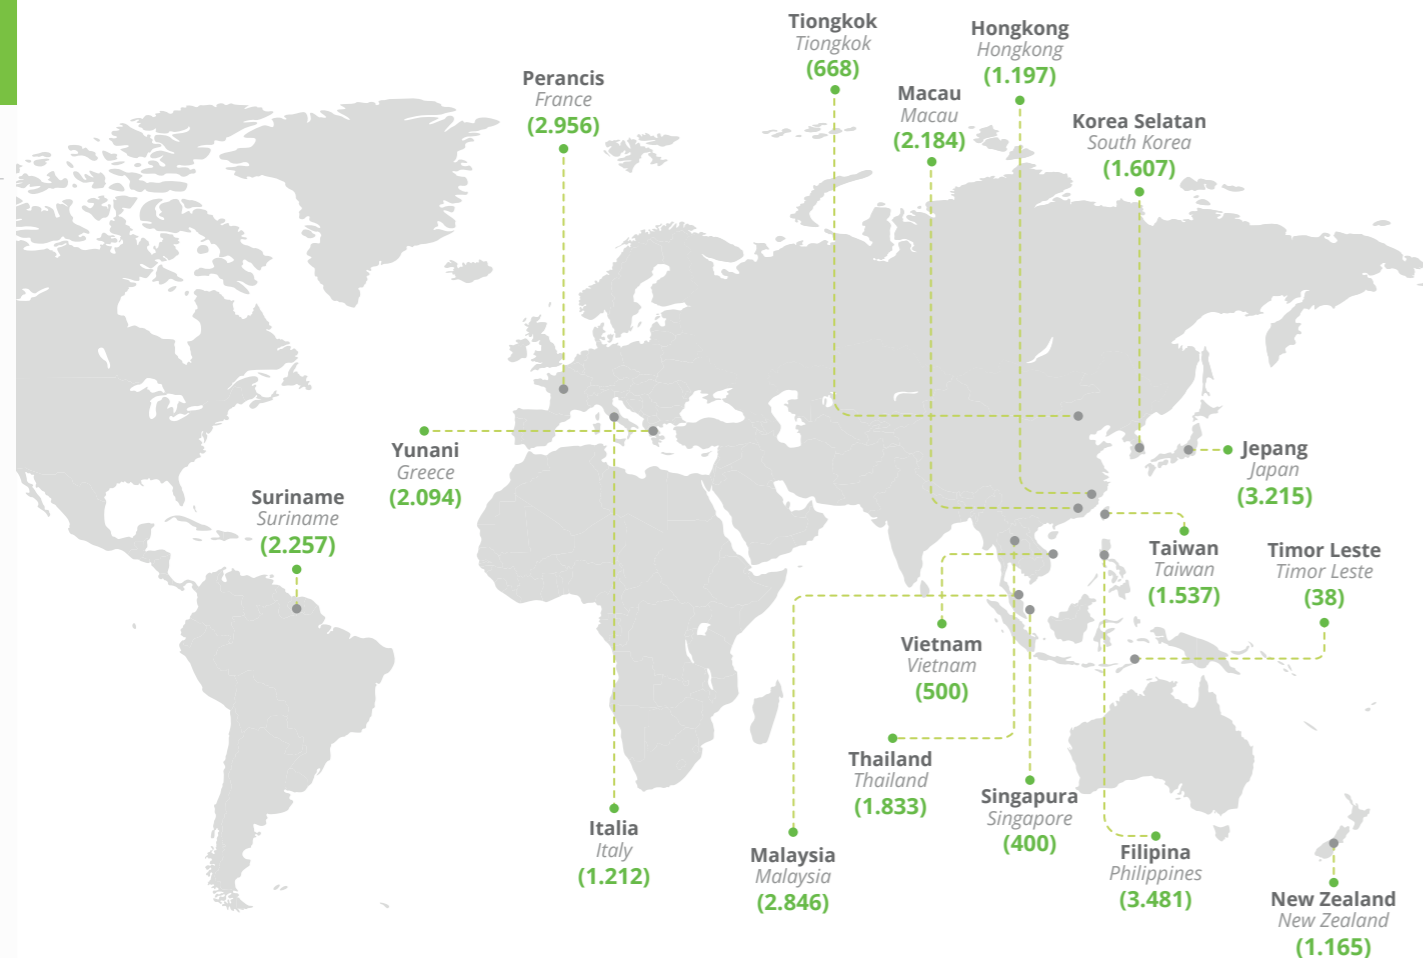 Tiongkok
Tiongkok
(668)
Hongkong
Hongkong
(1.197)
Perancis
France
(2.956)
Macau
Macau
(2.184)
Korea Selatan
South Korea
(1.607)
Yunani
Greece
(2.094)
Jepang
Japan
(3.215)
Suriname
Suriname
(2.257)
Taiwan
Taiwan
(1.537)
Timor Leste
Timor Leste
(38)
Vietnam
Vietnam
(500)
Thailand
Thailand
(1.833)
Singapura
Singapore
(400)
Italia
Italy
(1.212)
Malaysia
Malaysia
(2.846)
Filipina
Philippines
(3.481)
New Zealand
New Zealand
(1.165)